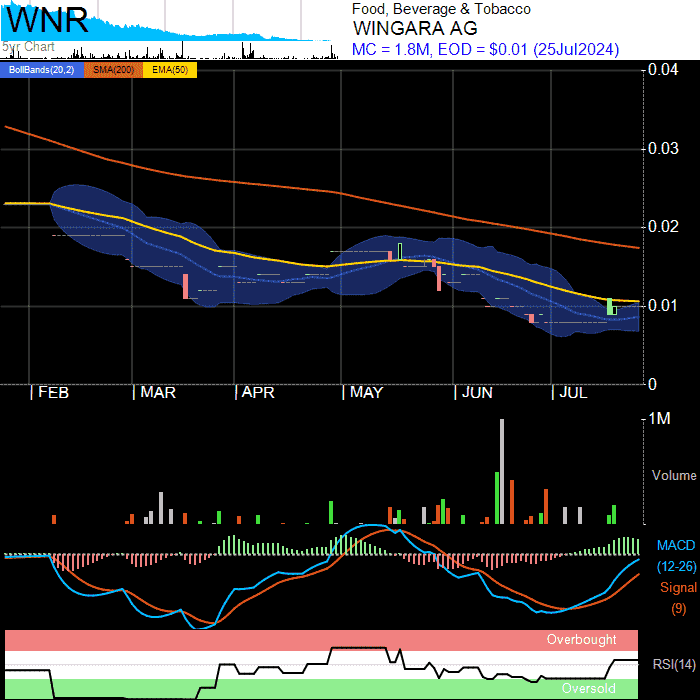 WNR
Food, Beverage & Tobacco
WINGARA AG
5yr Chart
MC = 1.8M, EOD = $0.01 (25Jul2024)
BollBands(20,2) SMA(200) EMA(50)
0.04
0.03
0.02
0.01
0
FEB MAR APR MAY JUN JUL
1M
Volume
MACD
(12-26)
Signal
(9)
Overbought
RSI(14)
Oversold